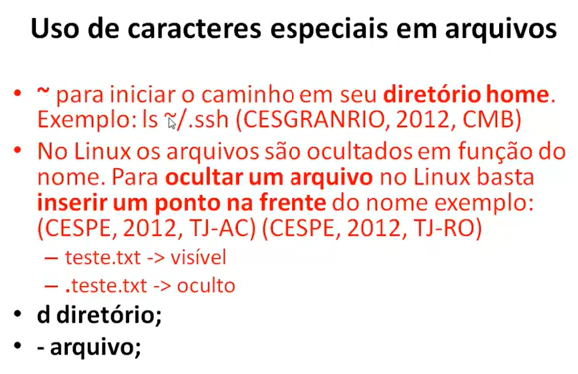 Uso de caracteres especiais em arquivos
• ~ para iniciar o caminho em seu diretório home.
Exemplo: ls ~/.ssh (CESGRANRIO, 2012, CMB)
• No Linux os arquivos são ocultados em função do
nome. Para ocultar um arquivo no Linux basta
inserir um ponto na frente do nome exemplo:
(CESPE, 2012, TJ-AC) (CESPE, 2012, TJ-RO)
– teste.txt -> visível
– .teste.txt -> oculto
• d diretório;
• - arquivo;